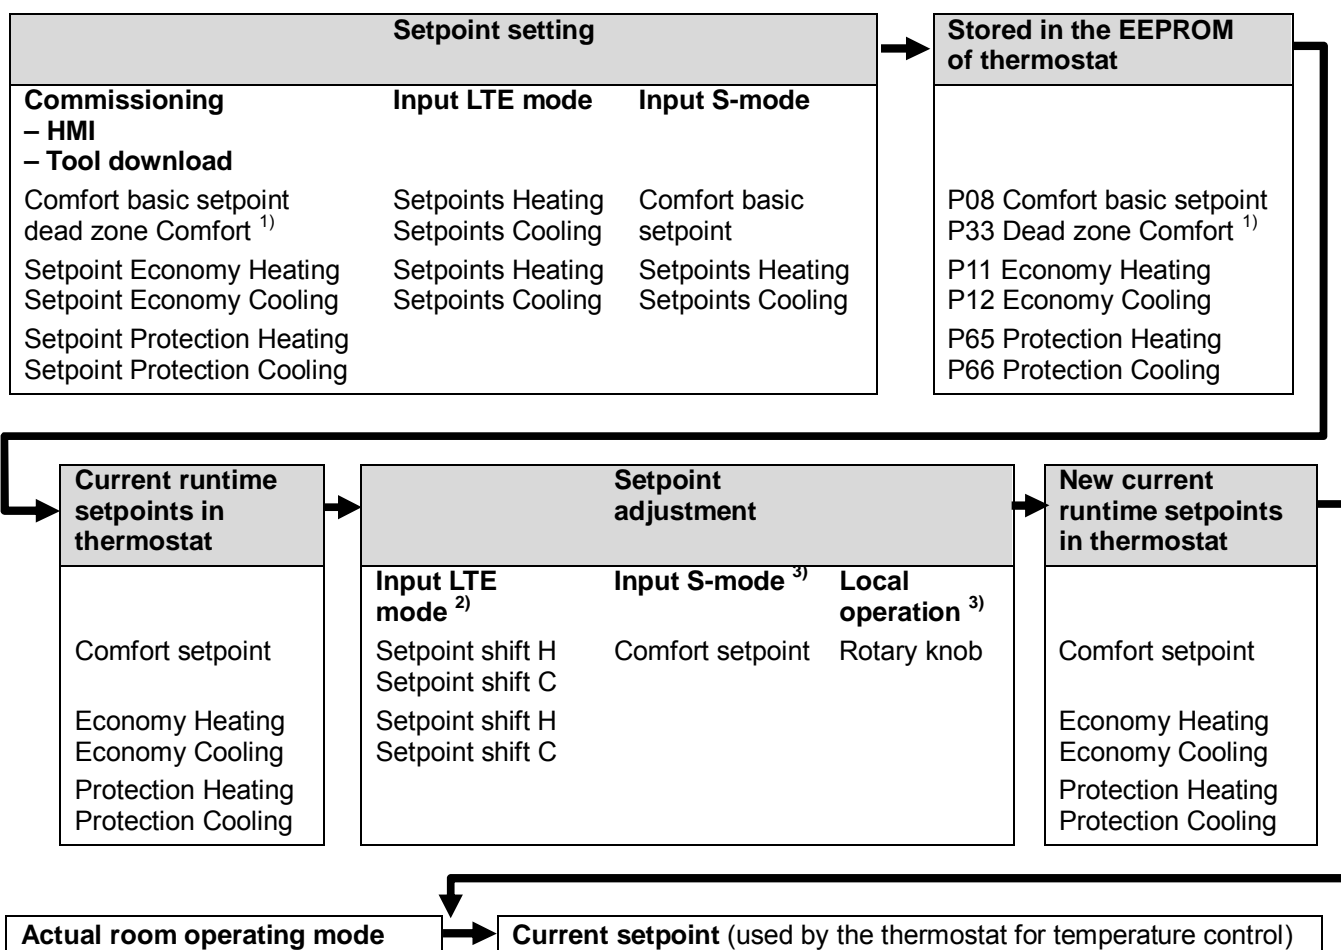 Setpoint setting
Commissioning
– HMI
– Tool download
Input LTE mode
Input S-mode
Comfort basic setpoint
dead zone Comfort 1)
Setpoints Heating
Setpoints Cooling
Comfort basic
setpoint
Setpoint Economy Heating
Setpoint Economy Cooling
Setpoints Heating
Setpoints Cooling
Setpoints Heating
Setpoints Cooling
Setpoint Protection Heating
Setpoint Protection Cooling
Stored in the EEPROM
of thermostat
P08 Comfort basic setpoint
P33 Dead zone Comfort 1)
P11 Economy Heating
P12 Economy Cooling
P65 Protection Heating
P66 Protection Cooling
Current runtime
setpoints in
thermostat
Comfort setpoint
Economy Heating
Economy Cooling
Protection Heating
Protection Cooling
Setpoint
adjustment
Input LTE
mode 2)
Input S-mode 3)
Local
operation 3)
Setpoint shift H
Setpoint shift C
Comfort setpoint
Rotary knob
Setpoint shift H
Setpoint shift C
New current
runtime setpoints
in thermostat
Comfort setpoint
Economy Heating
Economy Cooling
Protection Heating
Protection Cooling
Actual room operating mode
Current setpoint (used by the thermostat for temperature control)